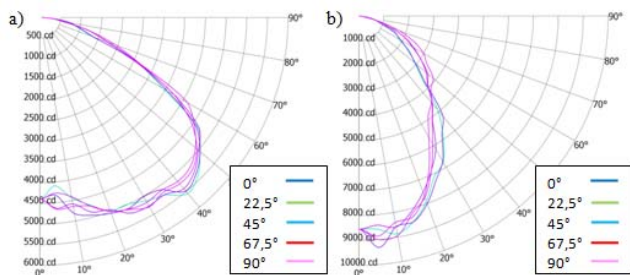 a)
500 cd
1000 cd
1500 cd
2000 cd
2500 cd
3000 cd
3500 cd
4000 cd
4500 cd
5000 cd
5500 cd
6000 cd
0°
10°
20°
30°
40°
60°
70°
80°
90°
0°
22,5°
45°
67,5°
90°
b)
1000 cd
2000 cd
3000 cd
4000 cd
5000 cd
6000 cd
7000 cd
8000 cd
9000 cd
10000 cd
0°
10°
20°
30°
40°
60°
70°
80°
90°
0°
22,5°
45°
67,5°
90°